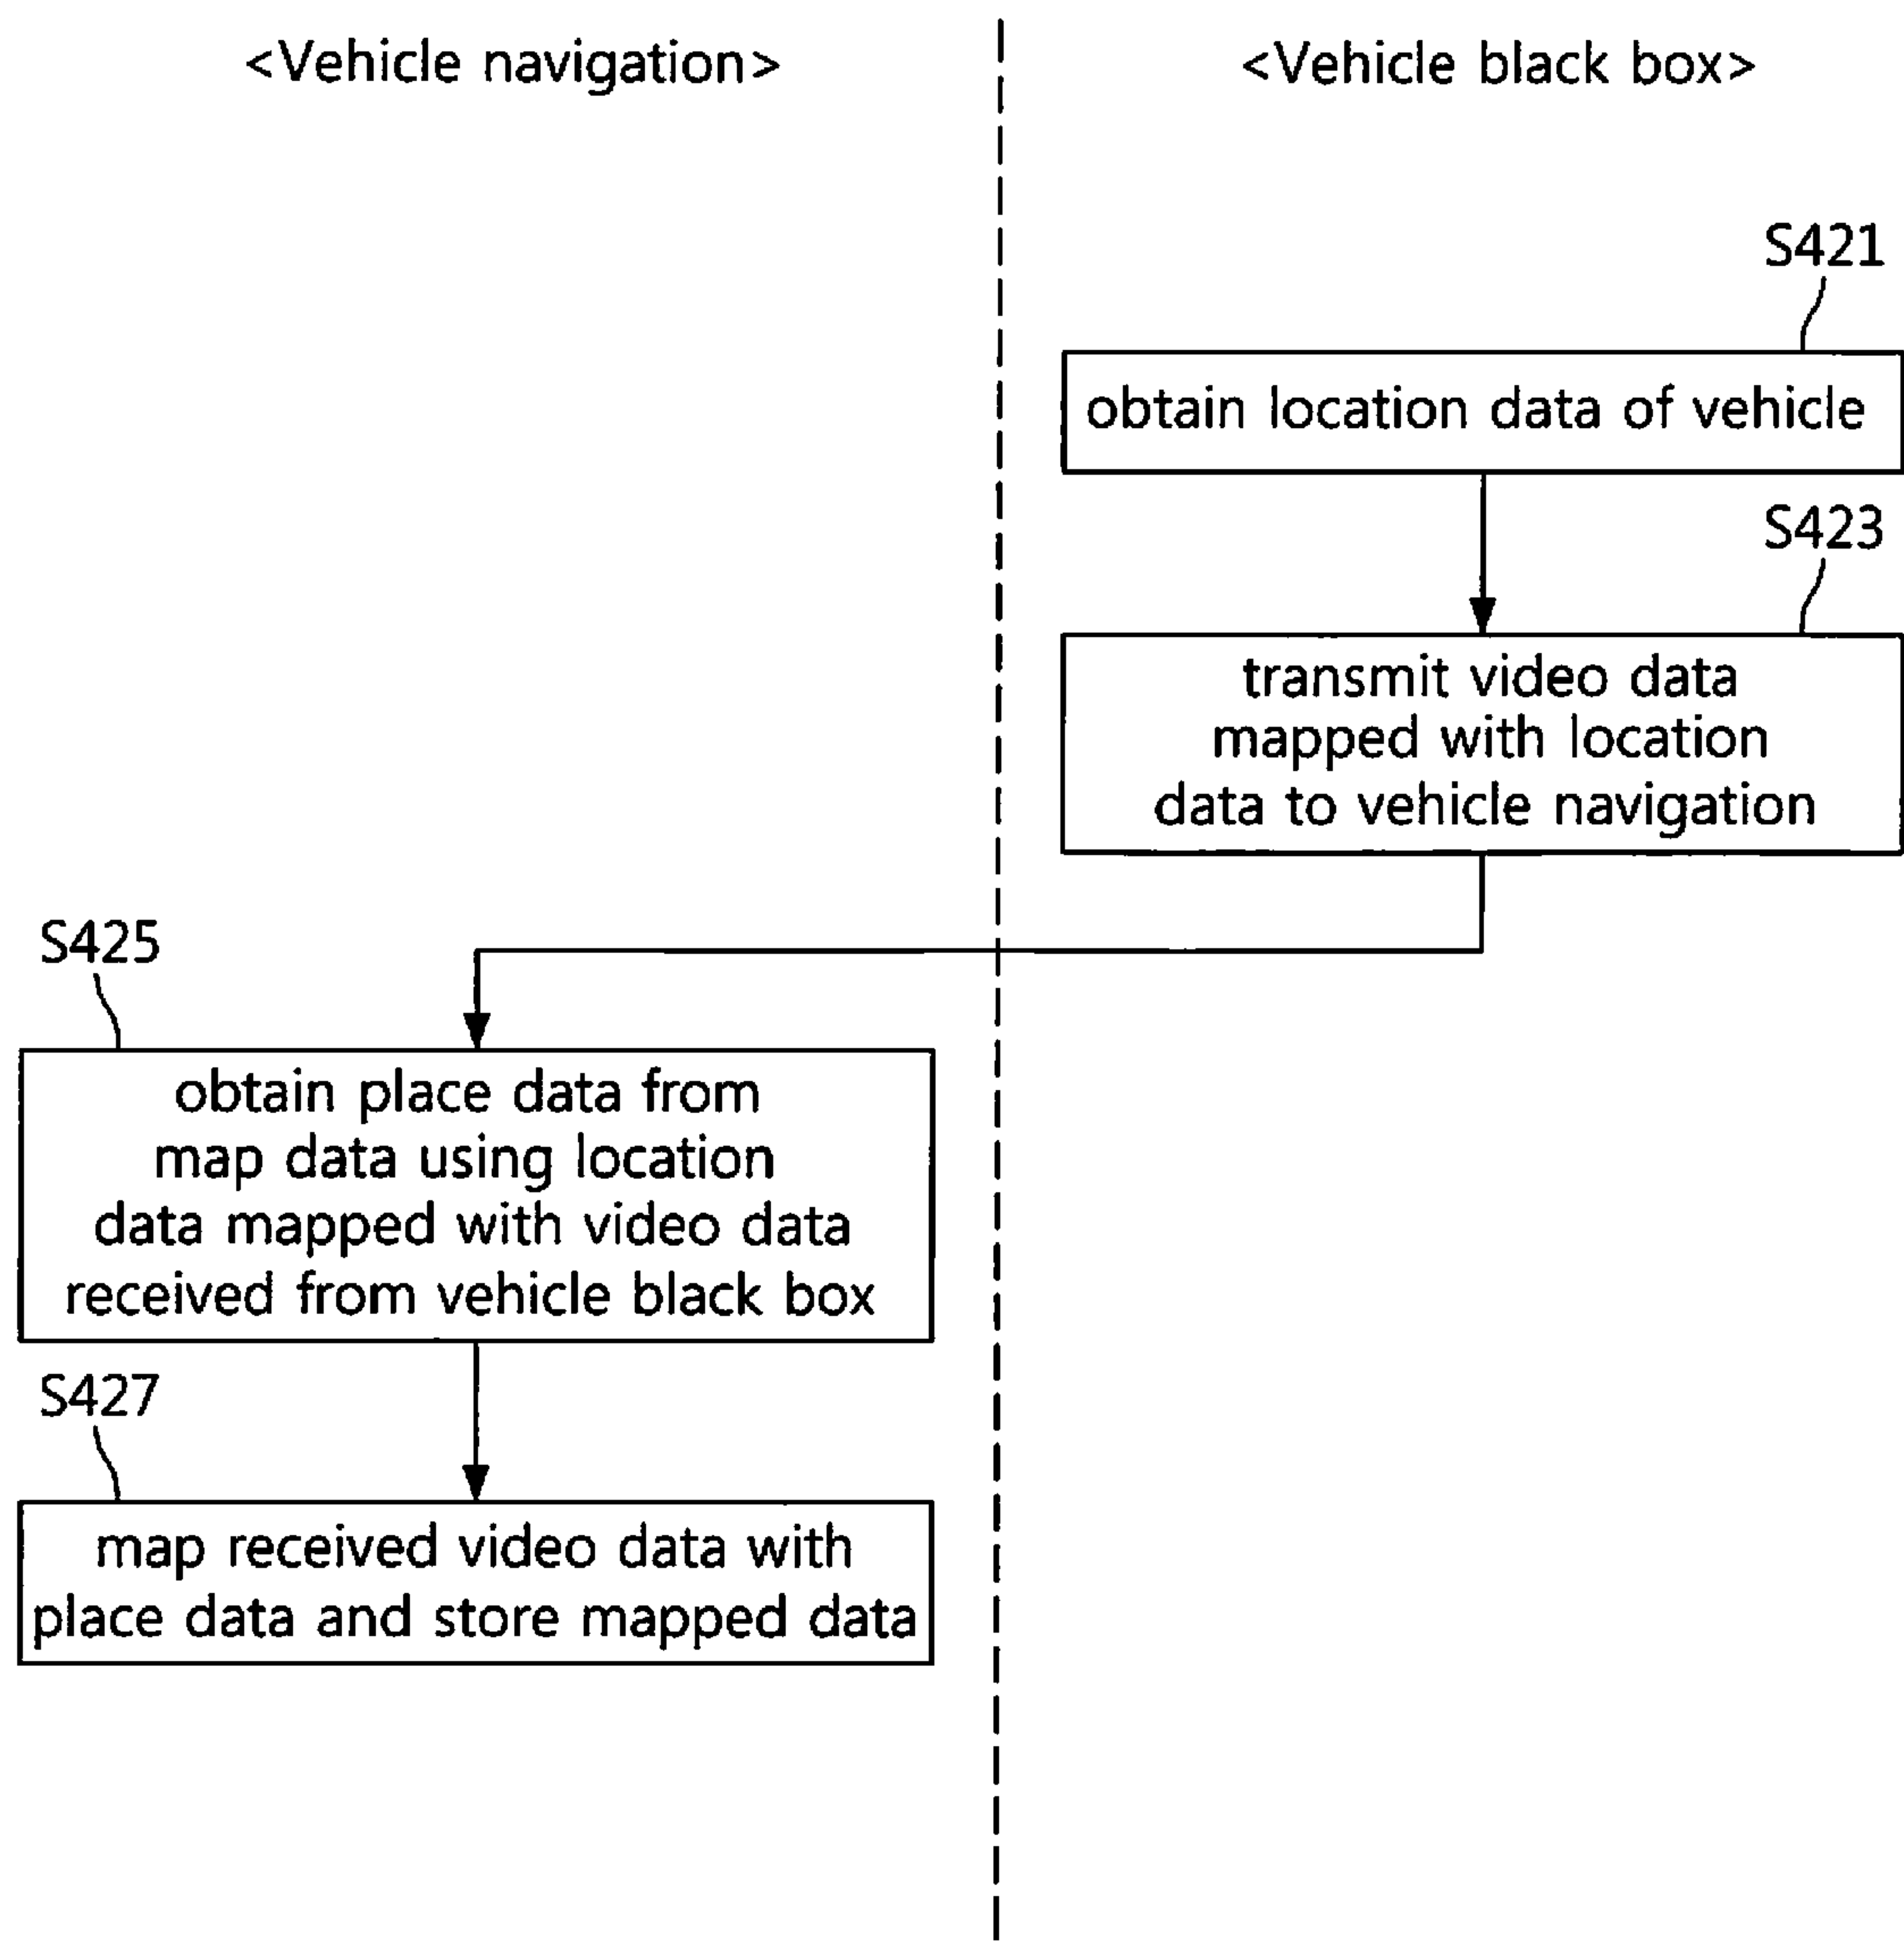 <Vehicle navigation>
<Vehicle black box>
S421
obtain location data of vehicle
S423
transmit video data
mapped with location
data to vehicle navigation
S425
obtain place data from
map data using location
data mapped with video data
received from vehicle black box
S427
map received video data with
place data and store mapped data